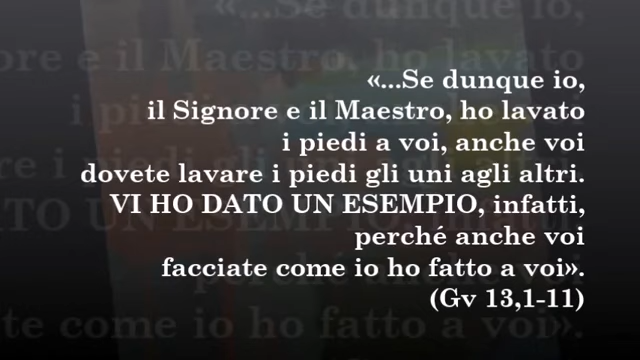 «...Se dunque io,
il Signore e il Maestro, ho lavato
i piedi a voi, anche voi
dovete lavare i piedi gli uni agli altri.
VI HO DATO UN ESEMPIO, infatti,
perché anche voi
facciate come io ho fatto a voi».
(Gv 13,1-11)